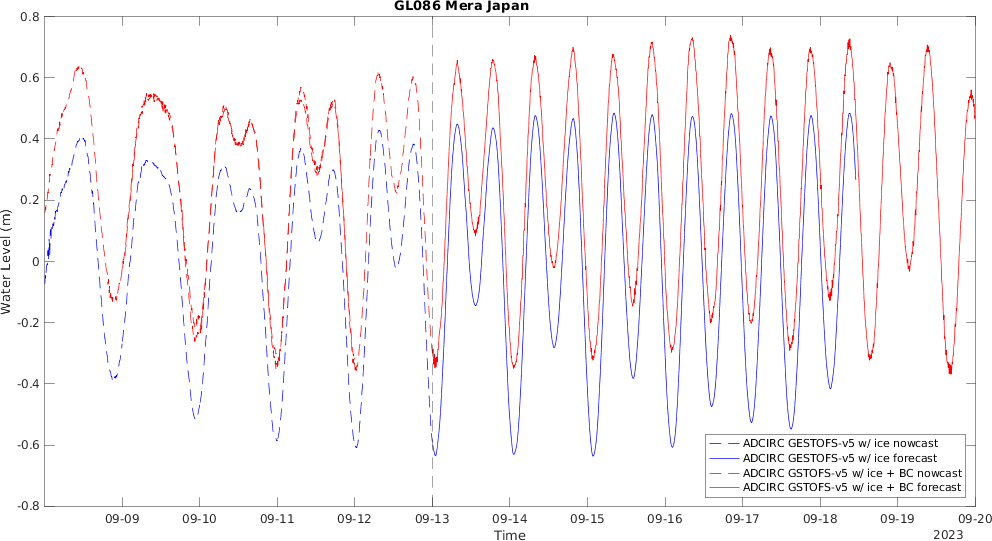 GL086 Mera Japan
0.8
0.6
0.4
0.2
0
-0.2
-0.4
-0.6
-0.8
Water Level (m)
ADCIRC GESTOFS-v5 w/ ice nowcast
ADCIRC GESTOFS-v5 w/ ice forecast
ADCIRC GSTOFS-v5 w/ ice + BC nowcast
ADCIRC GSTOFS-v5 w/ ice + BC forecast
09-09 09-10 09-11 09-12 09-13 09-14 09-15 09-16 09-17 09-18 09-19 09-20
Time
2023